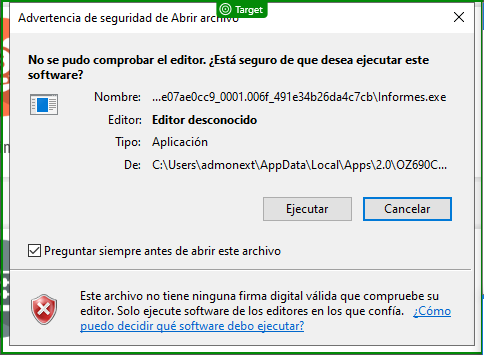 Target
Advertencia de seguridad de Abrir archivo
No se pudo comprobar el editor. ¿Está seguro de que desea ejecutar este
software?
Nombre: ...e07ae0cc9_0001.006f_491e34b26da4c7cb\Informes.exe
Editor: Editor desconocido
Tipo: Aplicación
De: C:\Users\admonext\AppData\Local\Apps\2.0\OZ690C...
Ejecutar Cancelar
Preguntar siempre antes de abrir este archivo
Este archivo no tiene ninguna firma digital válida que compruebe su
editor. Solo ejecute software de los editores en los que confía. ¿Cómo
puedo decidir qué software debo ejecutar?